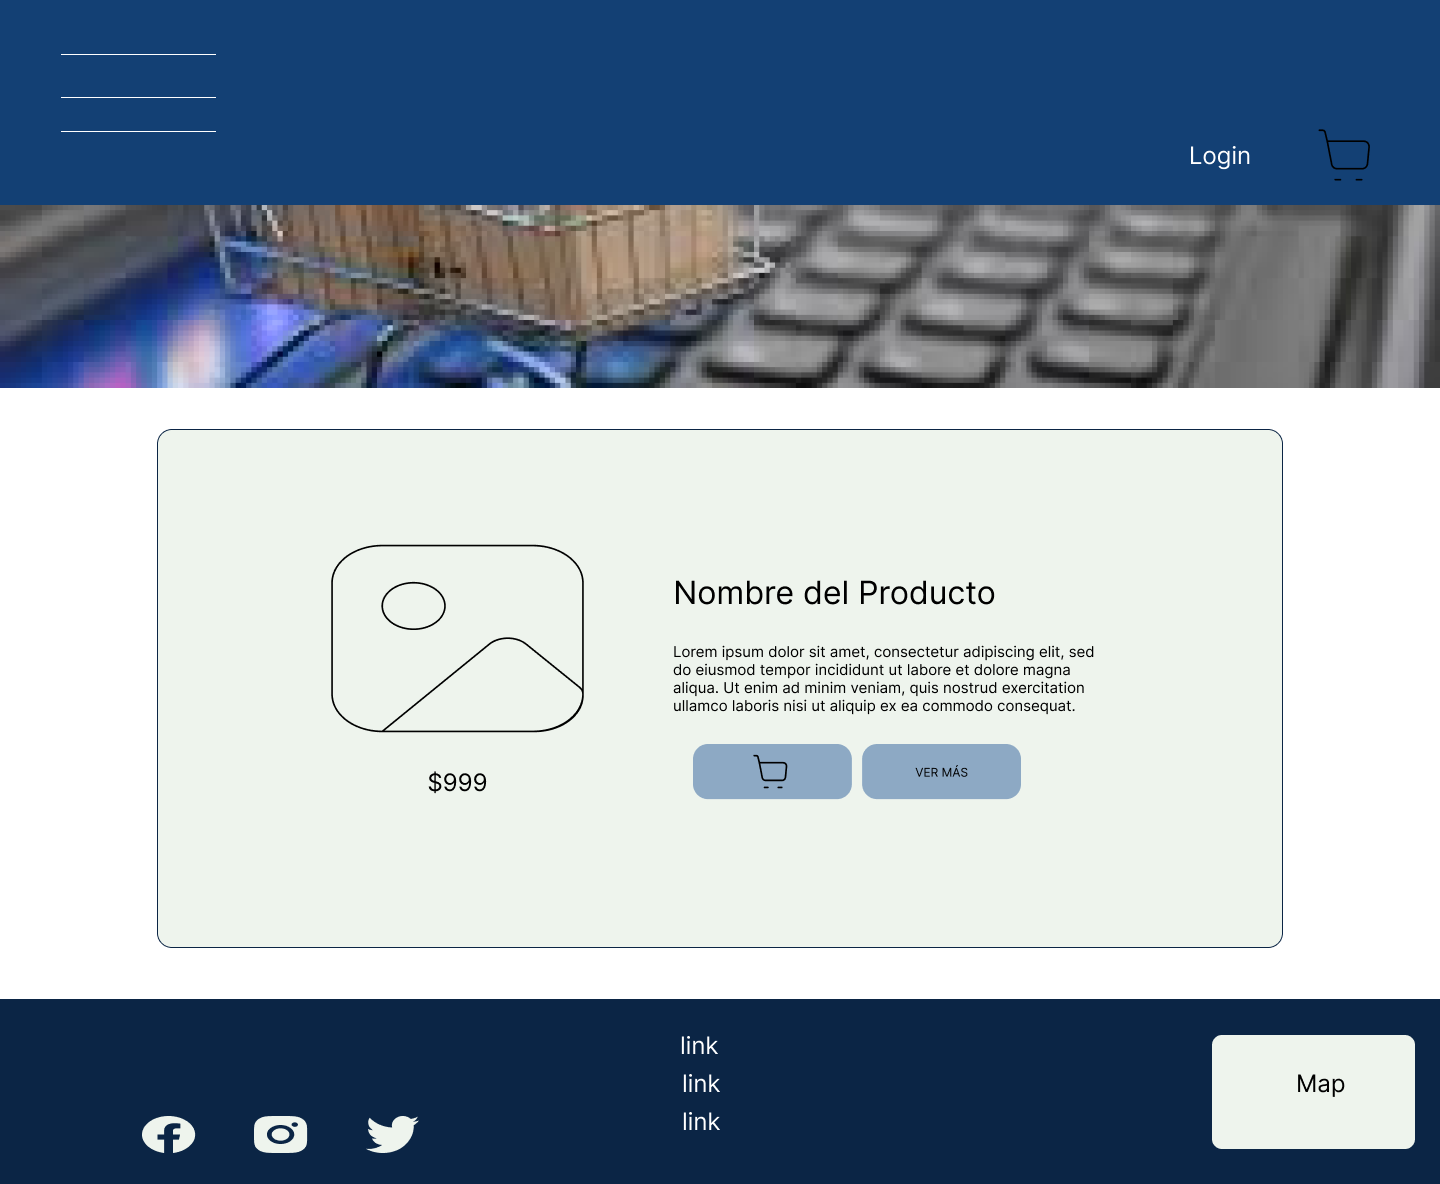 Login
Nombre del Producto
Lorem ipsum dolor sit amet, consectetur adipiscing elit, sed
do eiusmod tempor incididunt ut labore et dolore magna
aliqua. Ut enim ad minim veniam, quis nostrud exercitation
ullamco laboris nisi ut aliquip ex ea commodo consequat.
$999
VER MÁS
link
link
link
Map